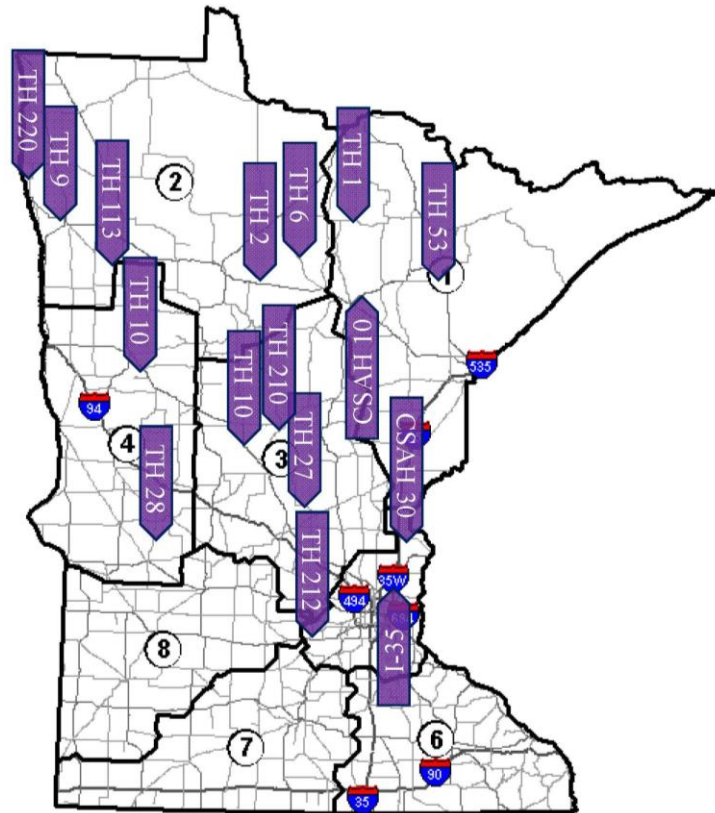 TH 220
TH 9
TH 113
2
TH 2
TH 6
TH 1
TH 53
1
TH 10
TH 10
TH 210
CSAH 10
535
94
4
TH 28
3
TH 27
CSAH 30
TH 212
35W
494
I-35
8
7
6
90
35